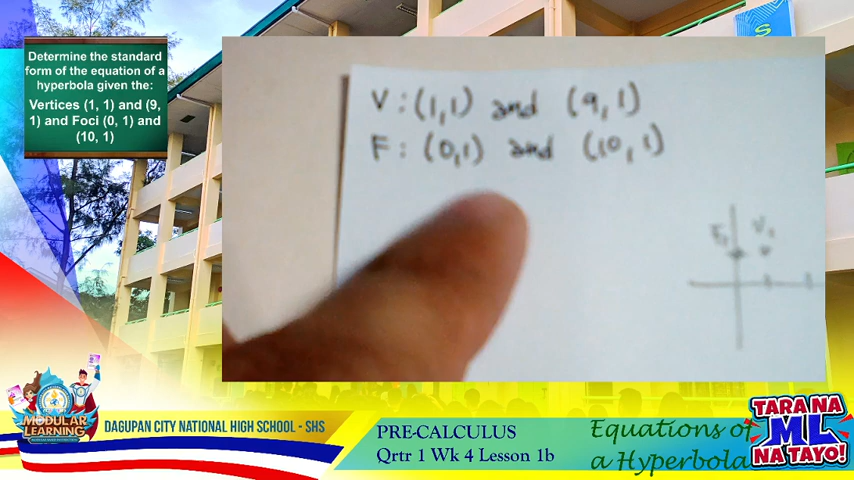 Determine the standard
form of the equation of a
hyperbola given the:
Vertices (1, 1) and (9,
1) and Foci (0, 1) and
(10, 1)
V : (1,1) and (9,1)
F : (0,1) and (10,1)
F₁ V₁
MODULAR
LEARNING
DAGUPAN CITY NATIONAL HIGH SCHOOL - SHS
PRE-CALCULUS
Qrtr 1 Wk 4 Lesson 1b
Equations of
a Hyperbola
TARA NA
ML
NA TAYO!
S